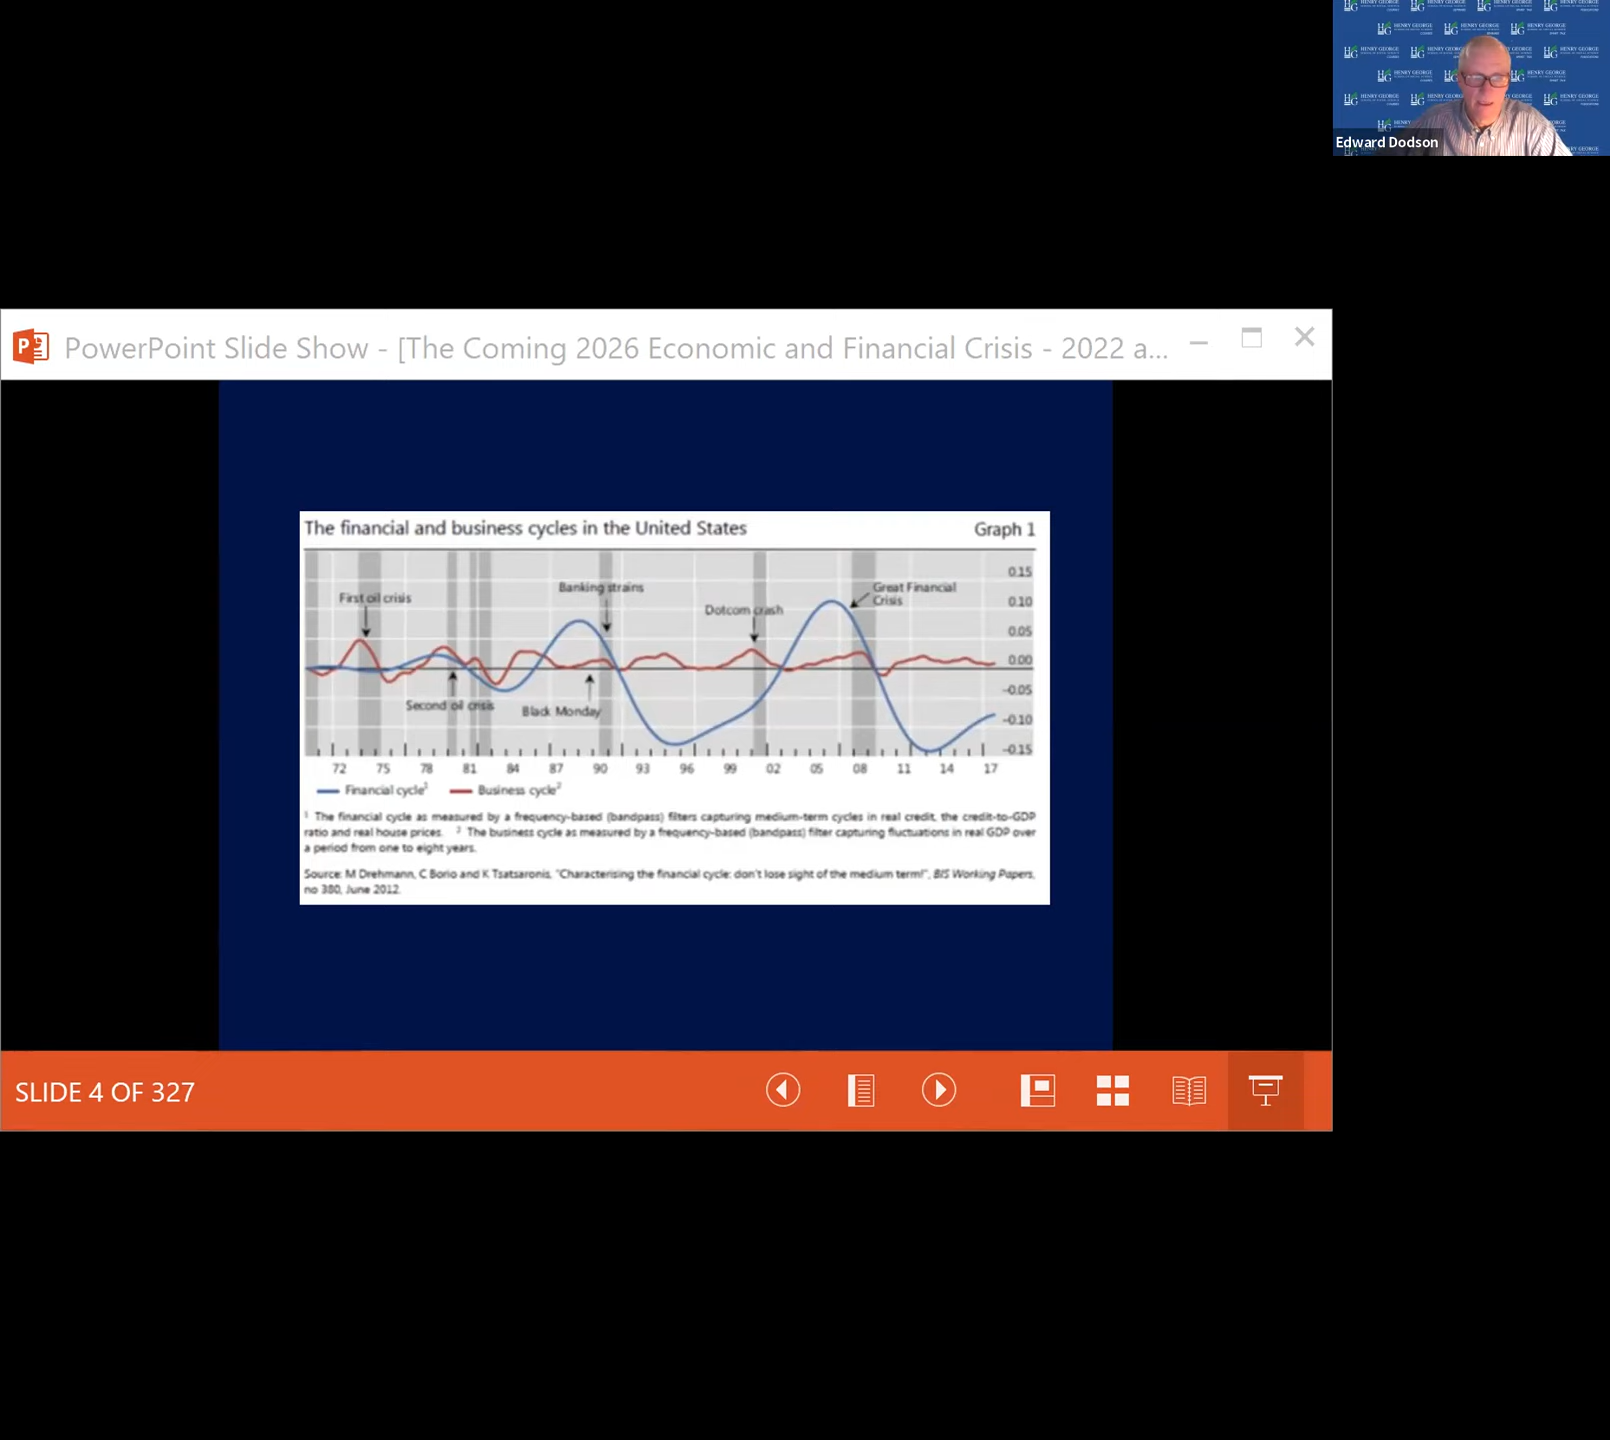 HENRY GEORGE
Edward Dodson
PowerPoint Slide Show - [The Coming 2026 Economic and Financial Crisis - 2022 a...
The financial and business cycles in the United States
Graph 1
0.15
0.10
0.05
0.00
-0.05
-0.10
-0.15
First oil crisis
Banking strains
Dotcom crash
Great Financial
Crisis
Second oil crisis
Black Monday
72 75 78 81 84 87 90 93 96 99 02 05 08 11 14 17
Financial cycle¹ Business cycle²
¹ The financial cycle as measured by a frequency-based (bandpass) filters capturing medium-term cycles in real credit, the credit-to-GDP
ratio and real house prices. ² The business cycle as measured by a frequency-based (bandpass) filter capturing fluctuations in real GDP over
a period from one to eight years.
Source: M Drehmann, C Borio and K Tsatsaronis, "Characterising the financial cycle: don't lose sight of the medium term!", BIS Working Papers,
no 380, June 2012.
SLIDE 4 OF 327